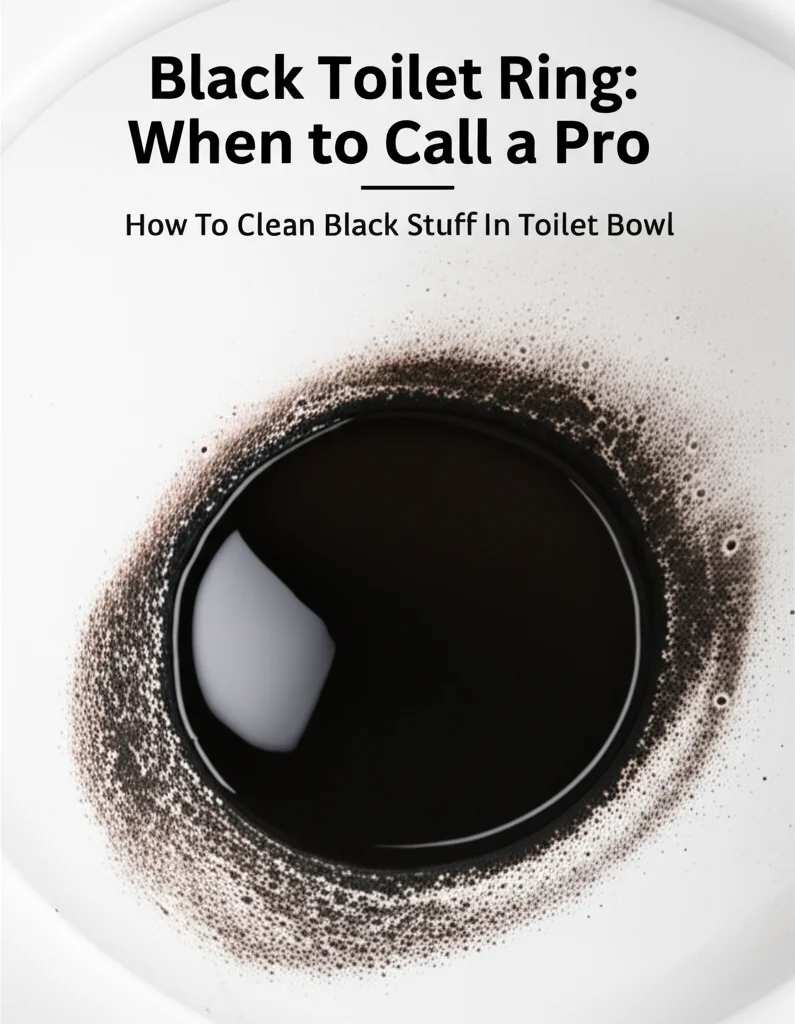 Black Toilet Ring:
When to Call a Pro
How To Clean Black Stuff In Toilet Bowl